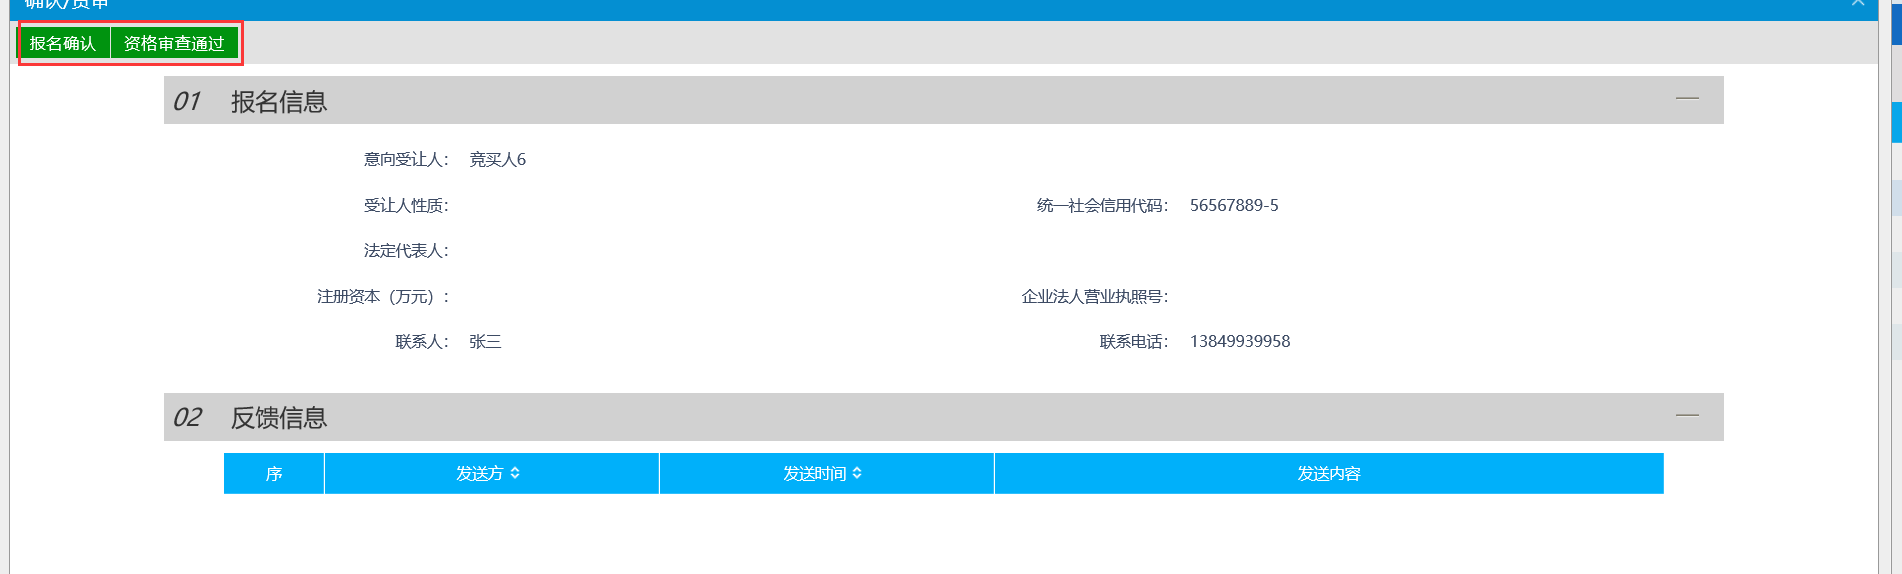 确认/资审
报名确认 资格审查通过
01 报名信息
意向受让人： 竞买人6
受让人性质： 统一社会信用代码： 56567889-5
法定代表人：
注册资本（万元）： 企业法人营业执照号：
联系人： 张三 联系电话： 13849939958
02 反馈信息
序 发送方 发送时间 发送内容